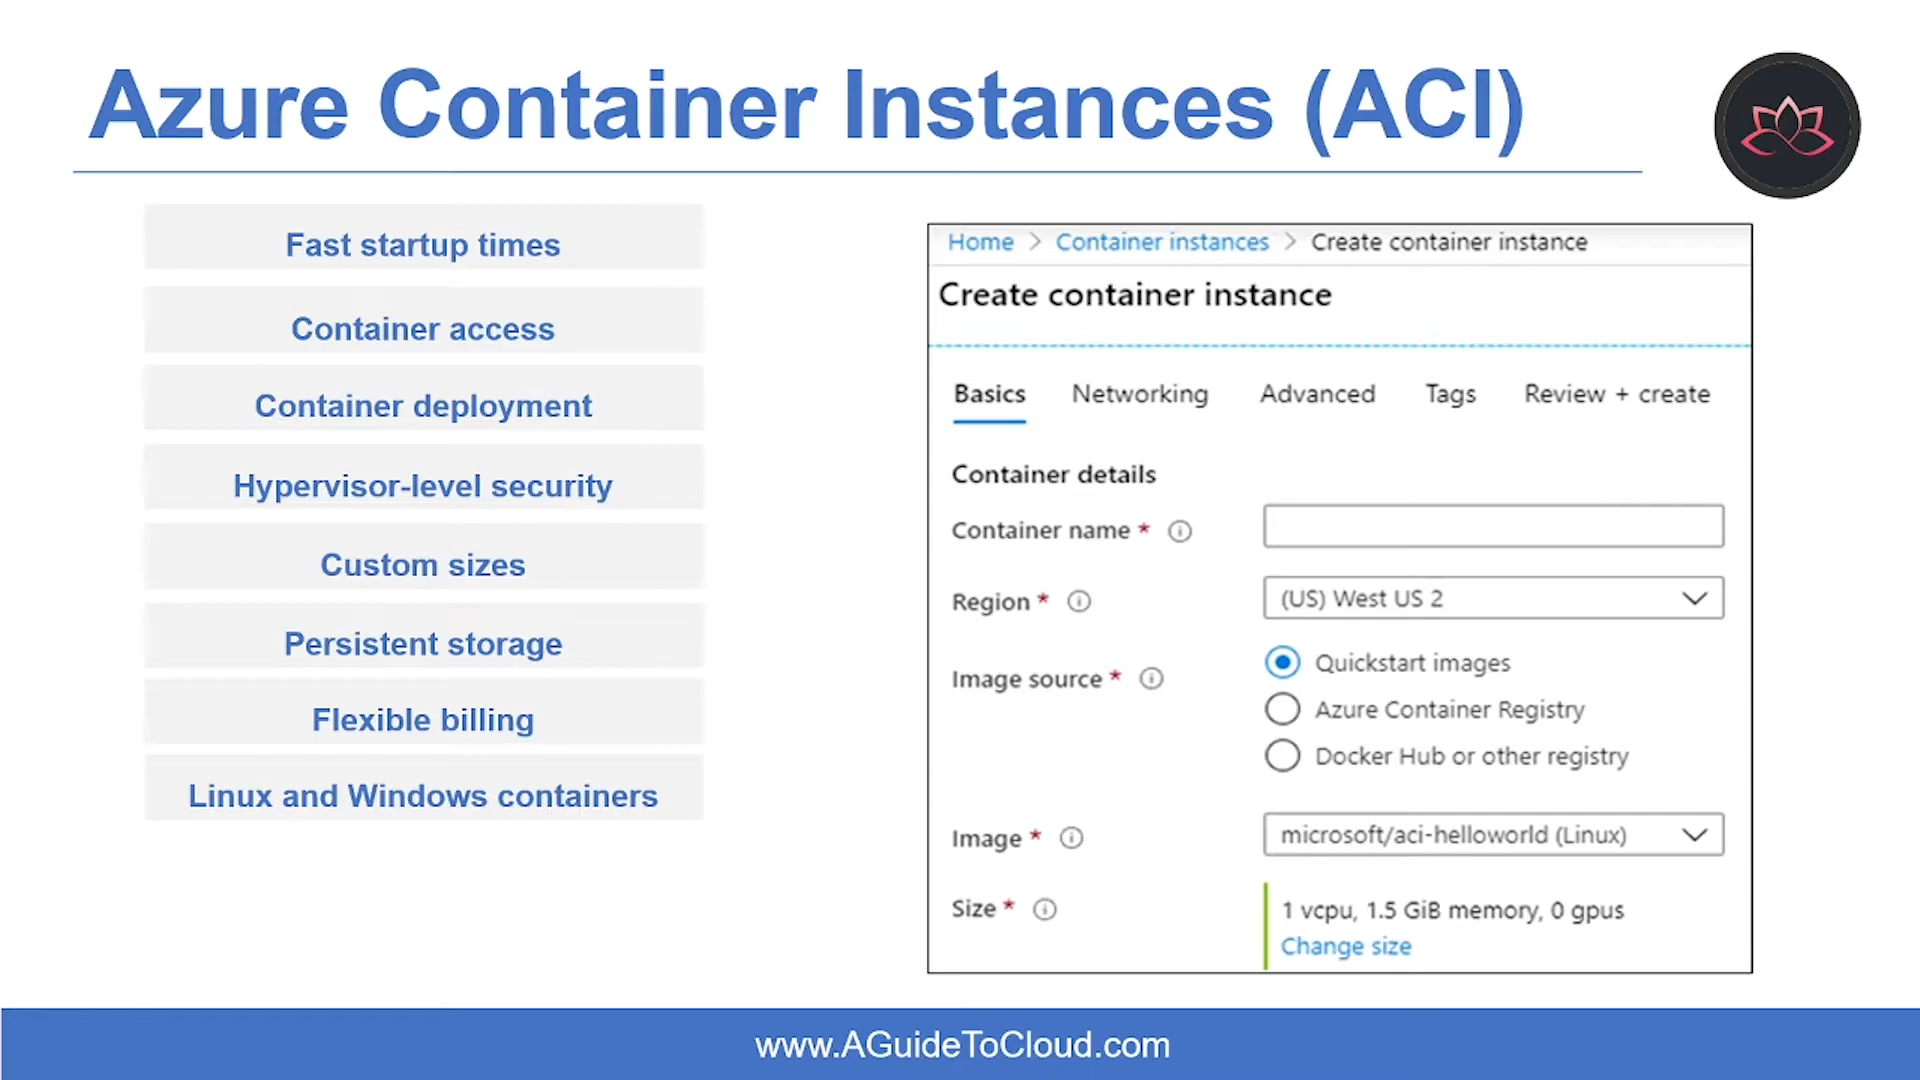 Azure Container Instances (ACI)
Fast startup times
Container access
Container deployment
Hypervisor-level security
Custom sizes
Persistent storage
Flexible billing
Linux and Windows containers
Home > Container instances > Create container instance
Create container instance
Basics Networking Advanced Tags Review + create
Container details
Container name *
Region * (US) West US 2
Image source * Quickstart images
Azure Container Registry
Docker Hub or other registry
Image * microsoft/aci-helloworld (Linux)
Size * 1 vcpu, 1.5 GiB memory, 0 gpus
Change size
www.AGuideToCloud.com